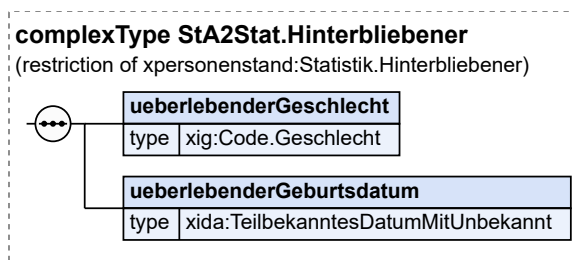 complexType StA2Stat.Hinterbliebener
(restriction of xpersonenstand:Statistik.Hinterbliebener)
ueberlebenderGeschlecht
type xig:Code.Geschlecht
ueberlebenderGeburtsdatum
type xida:TeilbekanntesDatumMitUnbekannt